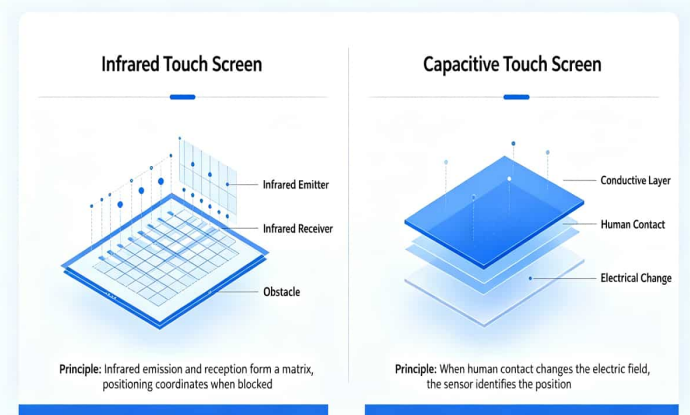 Infrared Touch Screen
Infrared Emitter
Infrared Receiver
Obstacle
Principle: Infrared emission and reception form a matrix,
positioning coordinates when blocked
Capacitive Touch Screen
Conductive Layer
Human Contact
Electrical Change
Principle: When human contact changes the electric field,
the sensor identifies the position